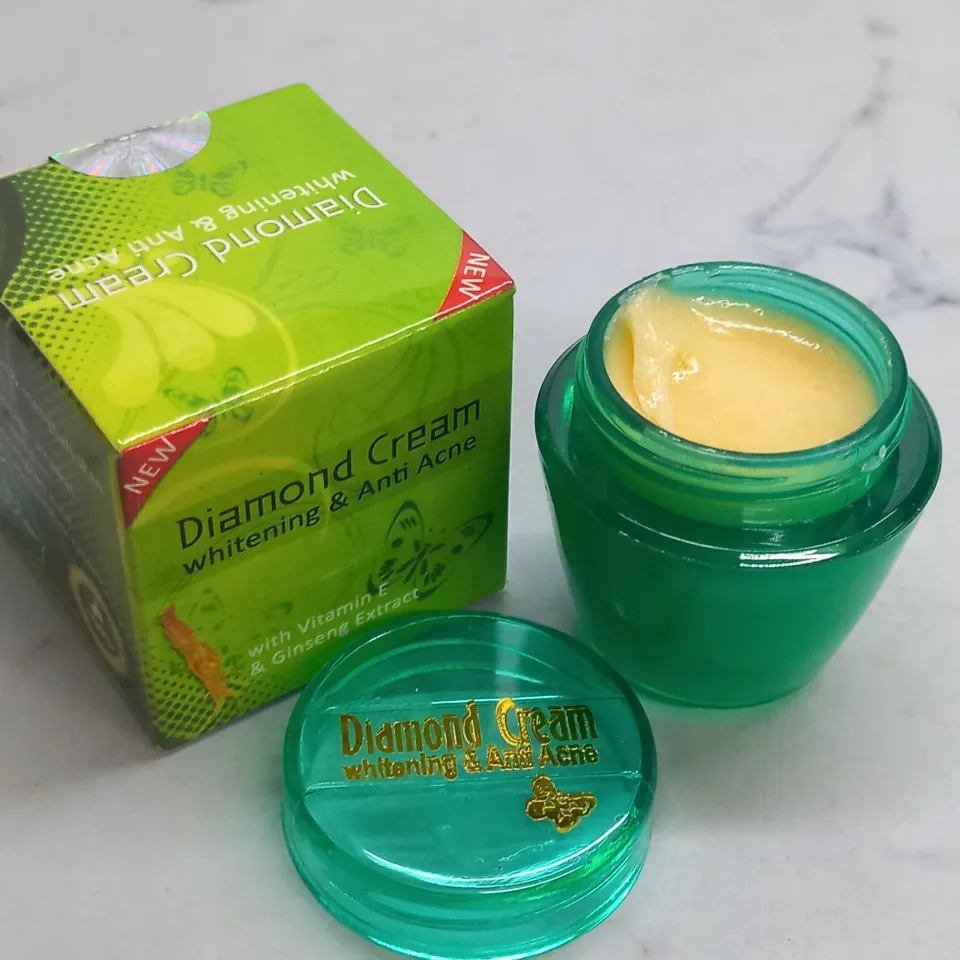 Diamond Cream
whitening & Anti Acne
NEW
NEW
Diamond Cream
whitening & Anti Acne
with Vitamin E
& Ginseng Extract
Diamond Cream
whitening & Anti Acne